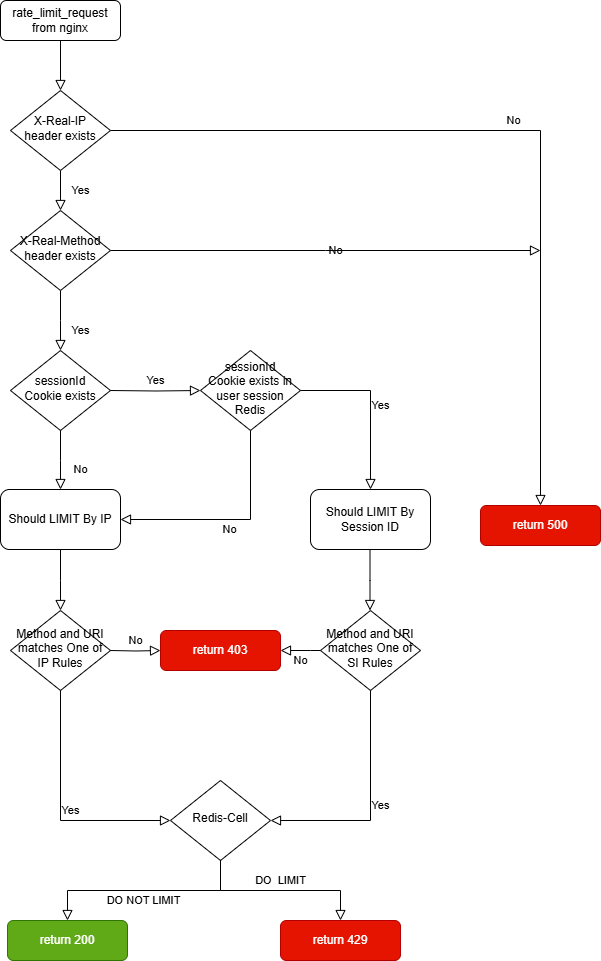 rate_limit_request
from nginx
X-Real-IP
header exists
No
Yes
X-Real-Method
header exists
No
Yes
sessionId
Cookie exists
Yes
sessionId
Cookie exists in
user session
Redis
Yes
No
Should LIMIT By IP
No
Should LIMIT By
Session ID
return 500
Method and URI
matches One of
IP Rules
No
return 403
No
Method and URI
matches One of
SI Rules
Yes
Redis-Cell
Yes
DO  LIMIT
DO NOT LIMIT
return 200
return 429